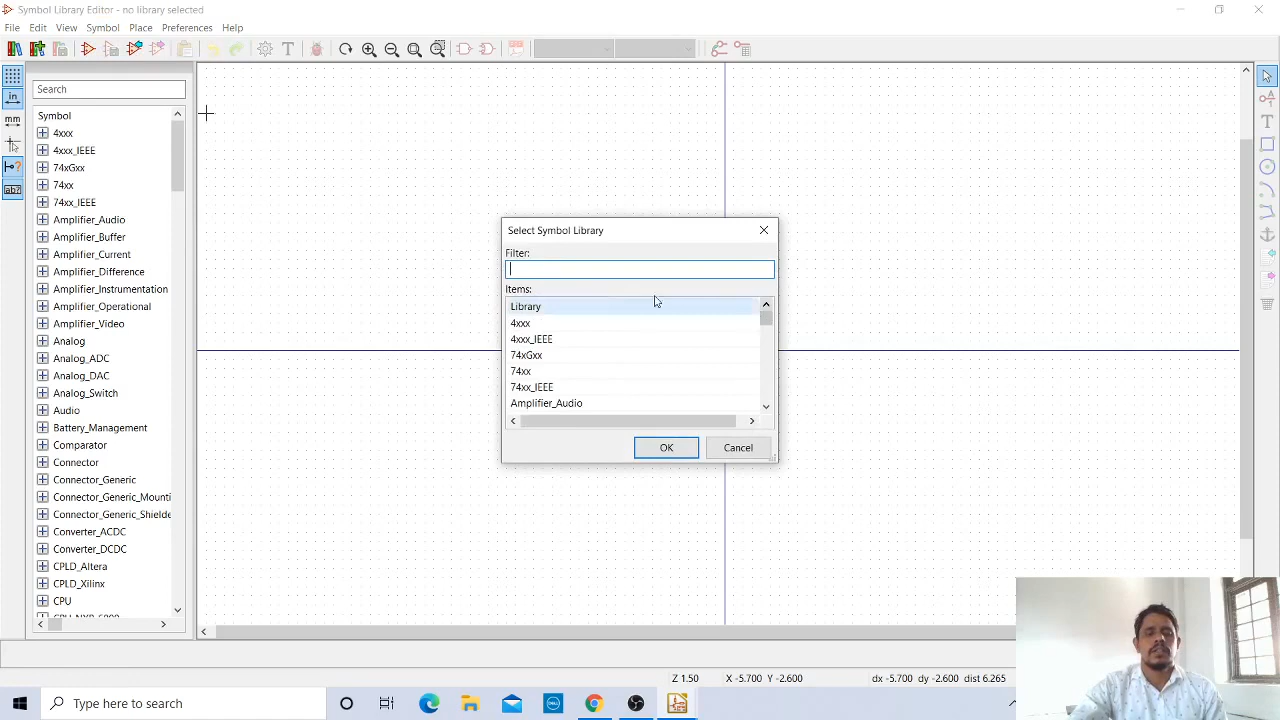 Symbol Library Editor - no library selected
File Edit View Symbol Place Preferences Help
Search
Symbol
4xxx
4xxx_IEEE
74xGxx
74xx
74xx_IEEE
Amplifier_Audio
Amplifier_Buffer
Amplifier_Current
Amplifier_Difference
Amplifier_Instrumentation
Amplifier_Operational
Amplifier_Video
Analog
Analog_ADC
Analog_DAC
Analog_Switch
Audio
Battery_Management
Comparator
Connector
Connector_Generic
Connector_Generic_Mounti
Connector_Generic_Shielde
Converter_ACDC
Converter_DCDC
CPLD_Altera
CPLD_Xilinx
CPU
in
mm
Select Symbol Library
Filter:
Items:
Library
4xxx
4xxx_IEEE
74xGxx
74xx
74xx_IEEE
Amplifier_Audio
OK Cancel
Z 1.50 X -5.700 Y -2.600 dx -5.700 dy -2.600 dist 6.265
Type here to search